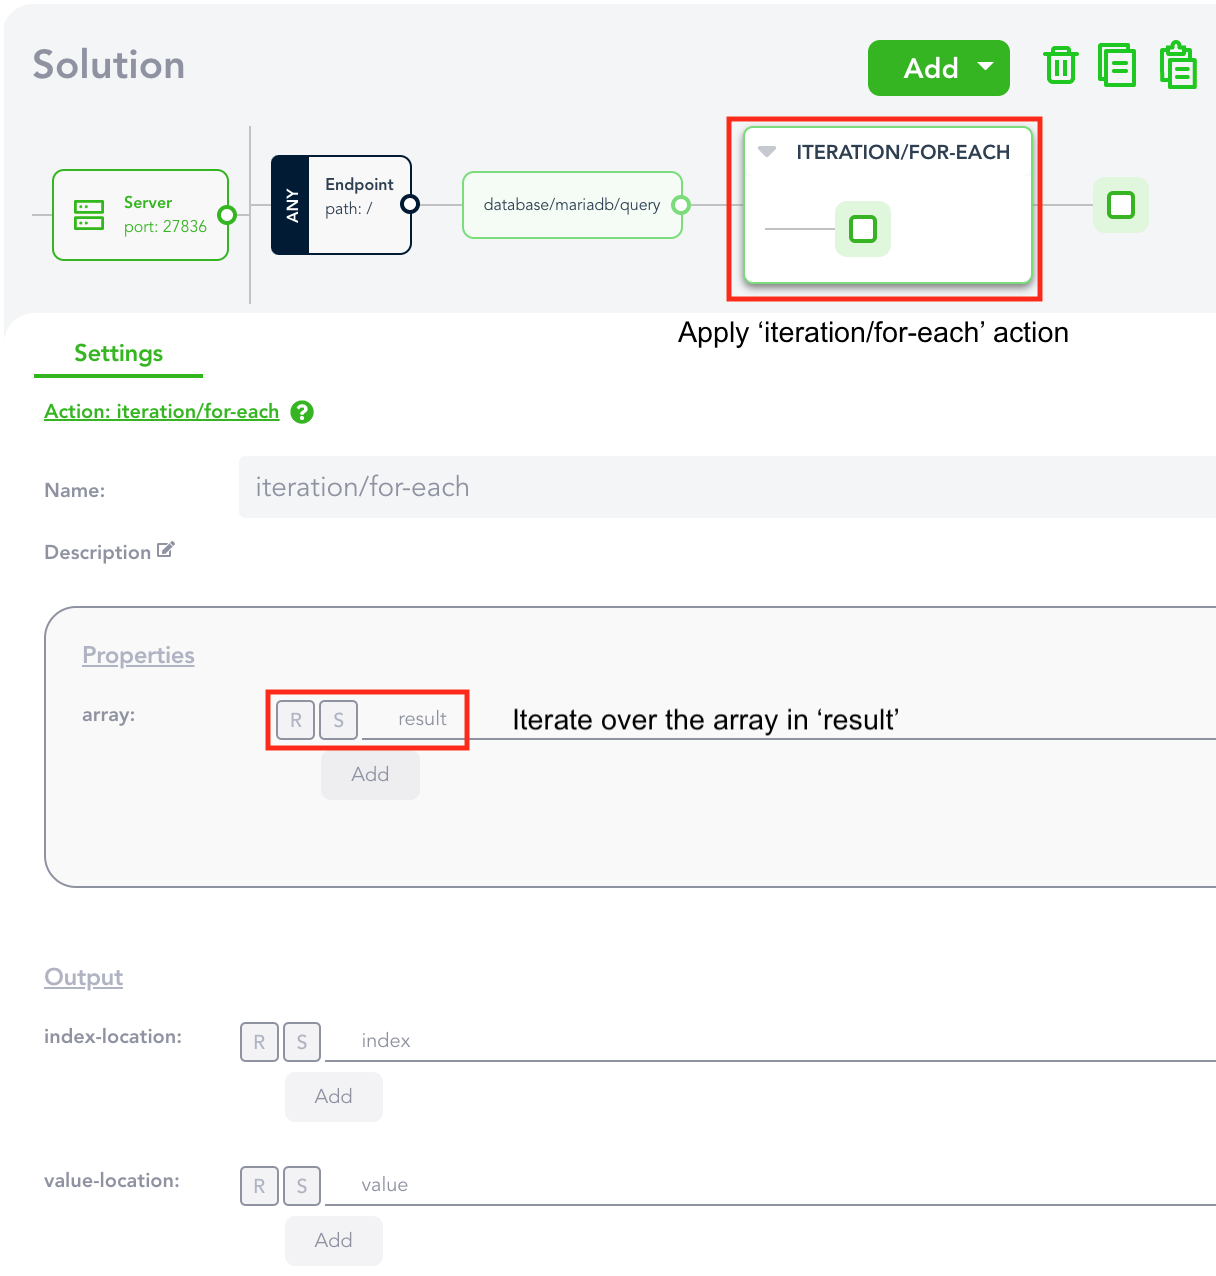 Solution
Add
Server
port: 27836
ANY
Endpoint
path: /
database/mariadb/query
ITERATION/FOR-EACH
Apply ‘iteration/for-each’ action
Settings
Action: iteration/for-each ?
Name:
iteration/for-each
Description
Properties
array:
R S result
Iterate over the array in ‘result’
Add
Output
index-location:
R S index
Add
value-location:
R S value
Add